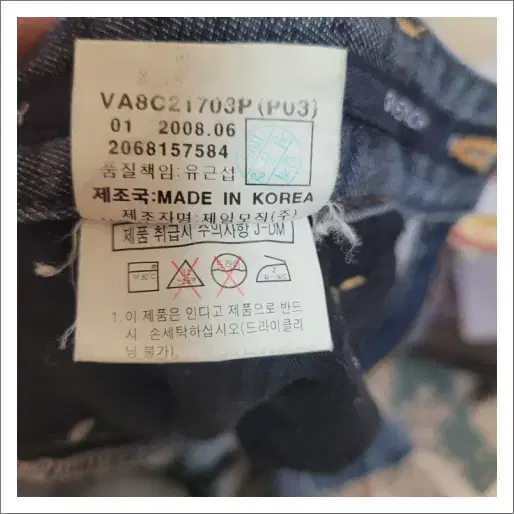 VA8C21703P(P03)
01 2008.06
2068157584
품질책임:유근섭
제조국:MADE IN KOREA
제조자명:제일모직(주)
제품 취급시 주의사항 J-DM
1.이 제품은 인디고 제품으로 반드
시 손세탁하십시오(드라이클리
닝 불가).